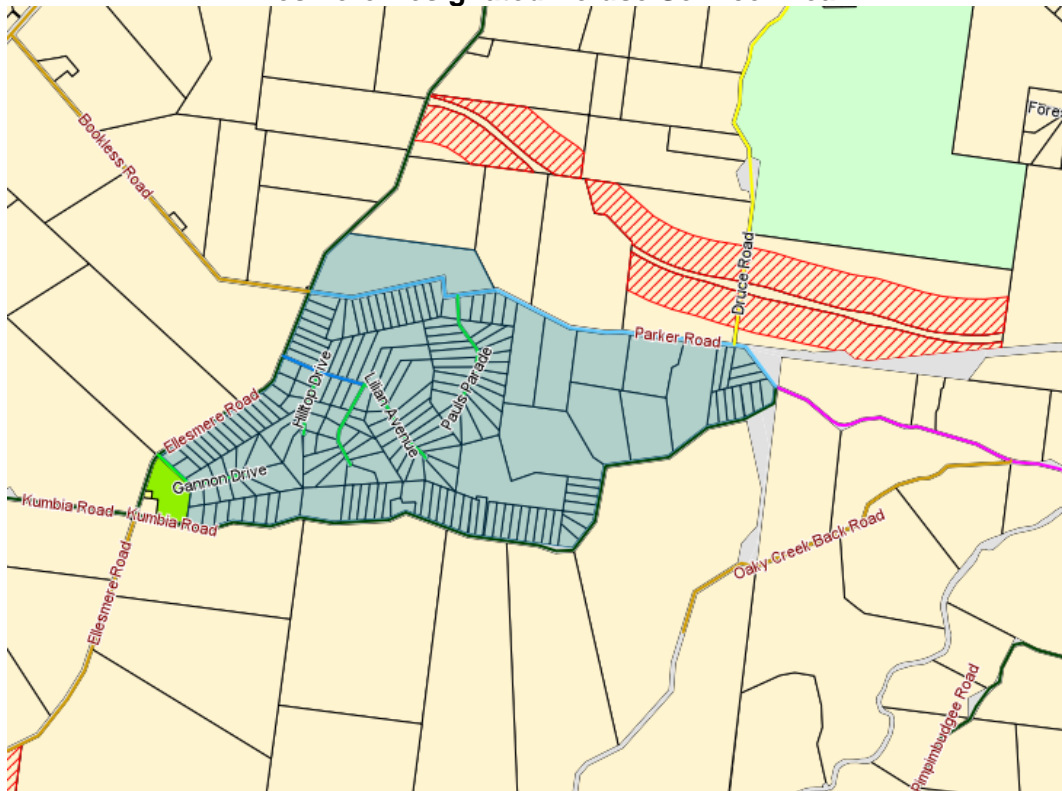 Bookless Road
Fores
Druce Road
Parker Road
Hilltop Drive
Lilian Avenue
Pauls Parade
Ellesmere Road
Gannon Drive
Kumbia Road
Kumbia Road
Ellesmere Road
Oaky Creek Back Road
Pimpimbudgee Road